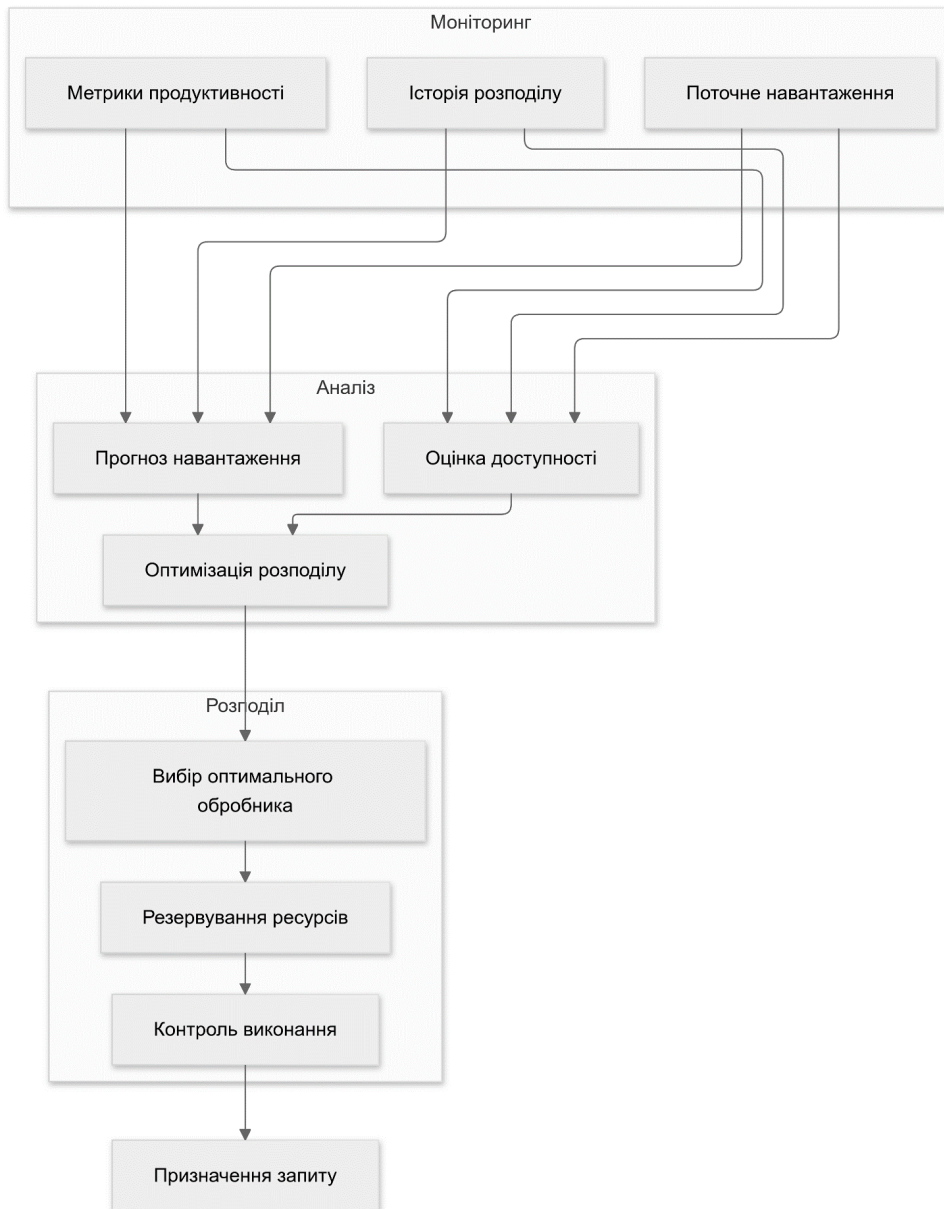 Моніторинг
Метрики продуктивності
Історія розподілу
Поточне навантаження
Аналіз
Прогноз навантаження
Оцінка доступності
Оптимізація розподілу
Розподіл
Вибір оптимального
обробника
Резервування ресурсів
Контроль виконання
Призначення запиту